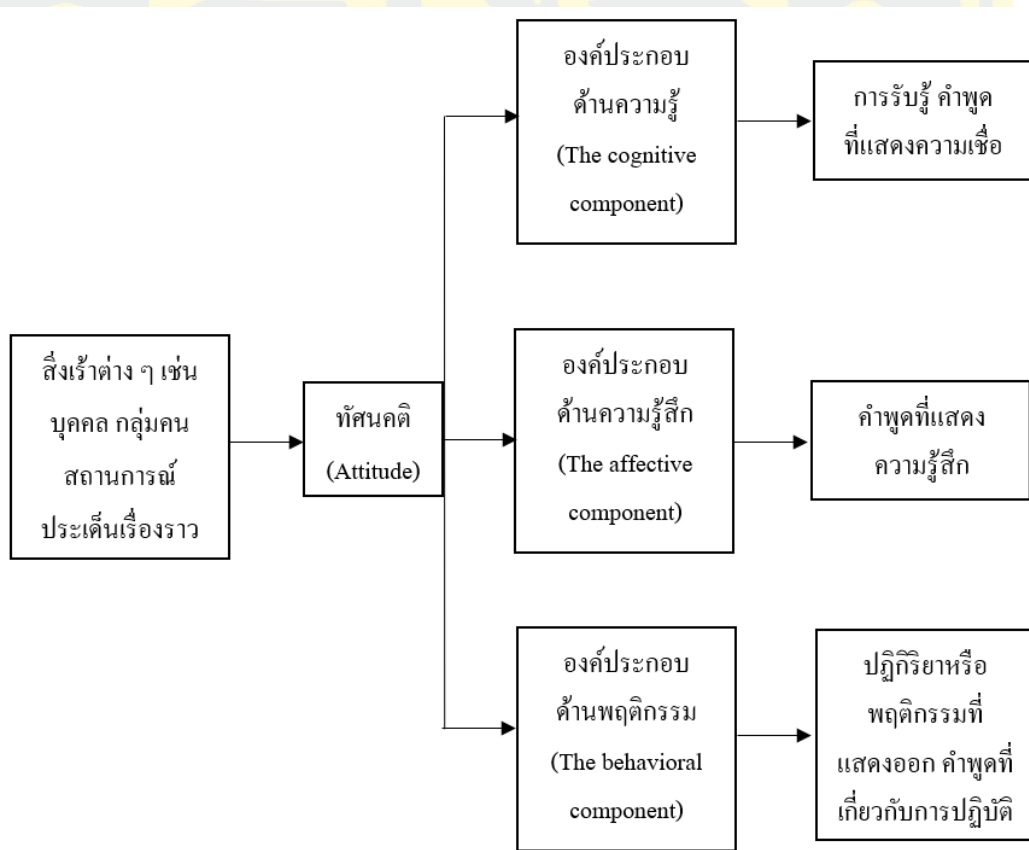 องค์ประกอบ
ด้านความรู้
(The cognitive
component)
การรับรู้ คำพูด
ที่แสดงความเชื่อ
สิ่งเร้าต่าง ๆ เช่น
บุคคล กลุ่มคน
สถานการณ์
ประเด็นเรื่องราว
ทัศนคติ
(Attitude)
องค์ประกอบ
ด้านความรู้สึก
(The affective
component)
คำพูดที่แสดง
ความรู้สึก
องค์ประกอบ
ด้านพฤติกรรม
(The behavioral
component)
ปฏิกิริยาหรือ
พฤติกรรมที่
แสดงออก คำพูดที่
เกี่ยวกับการปฏิบัติ